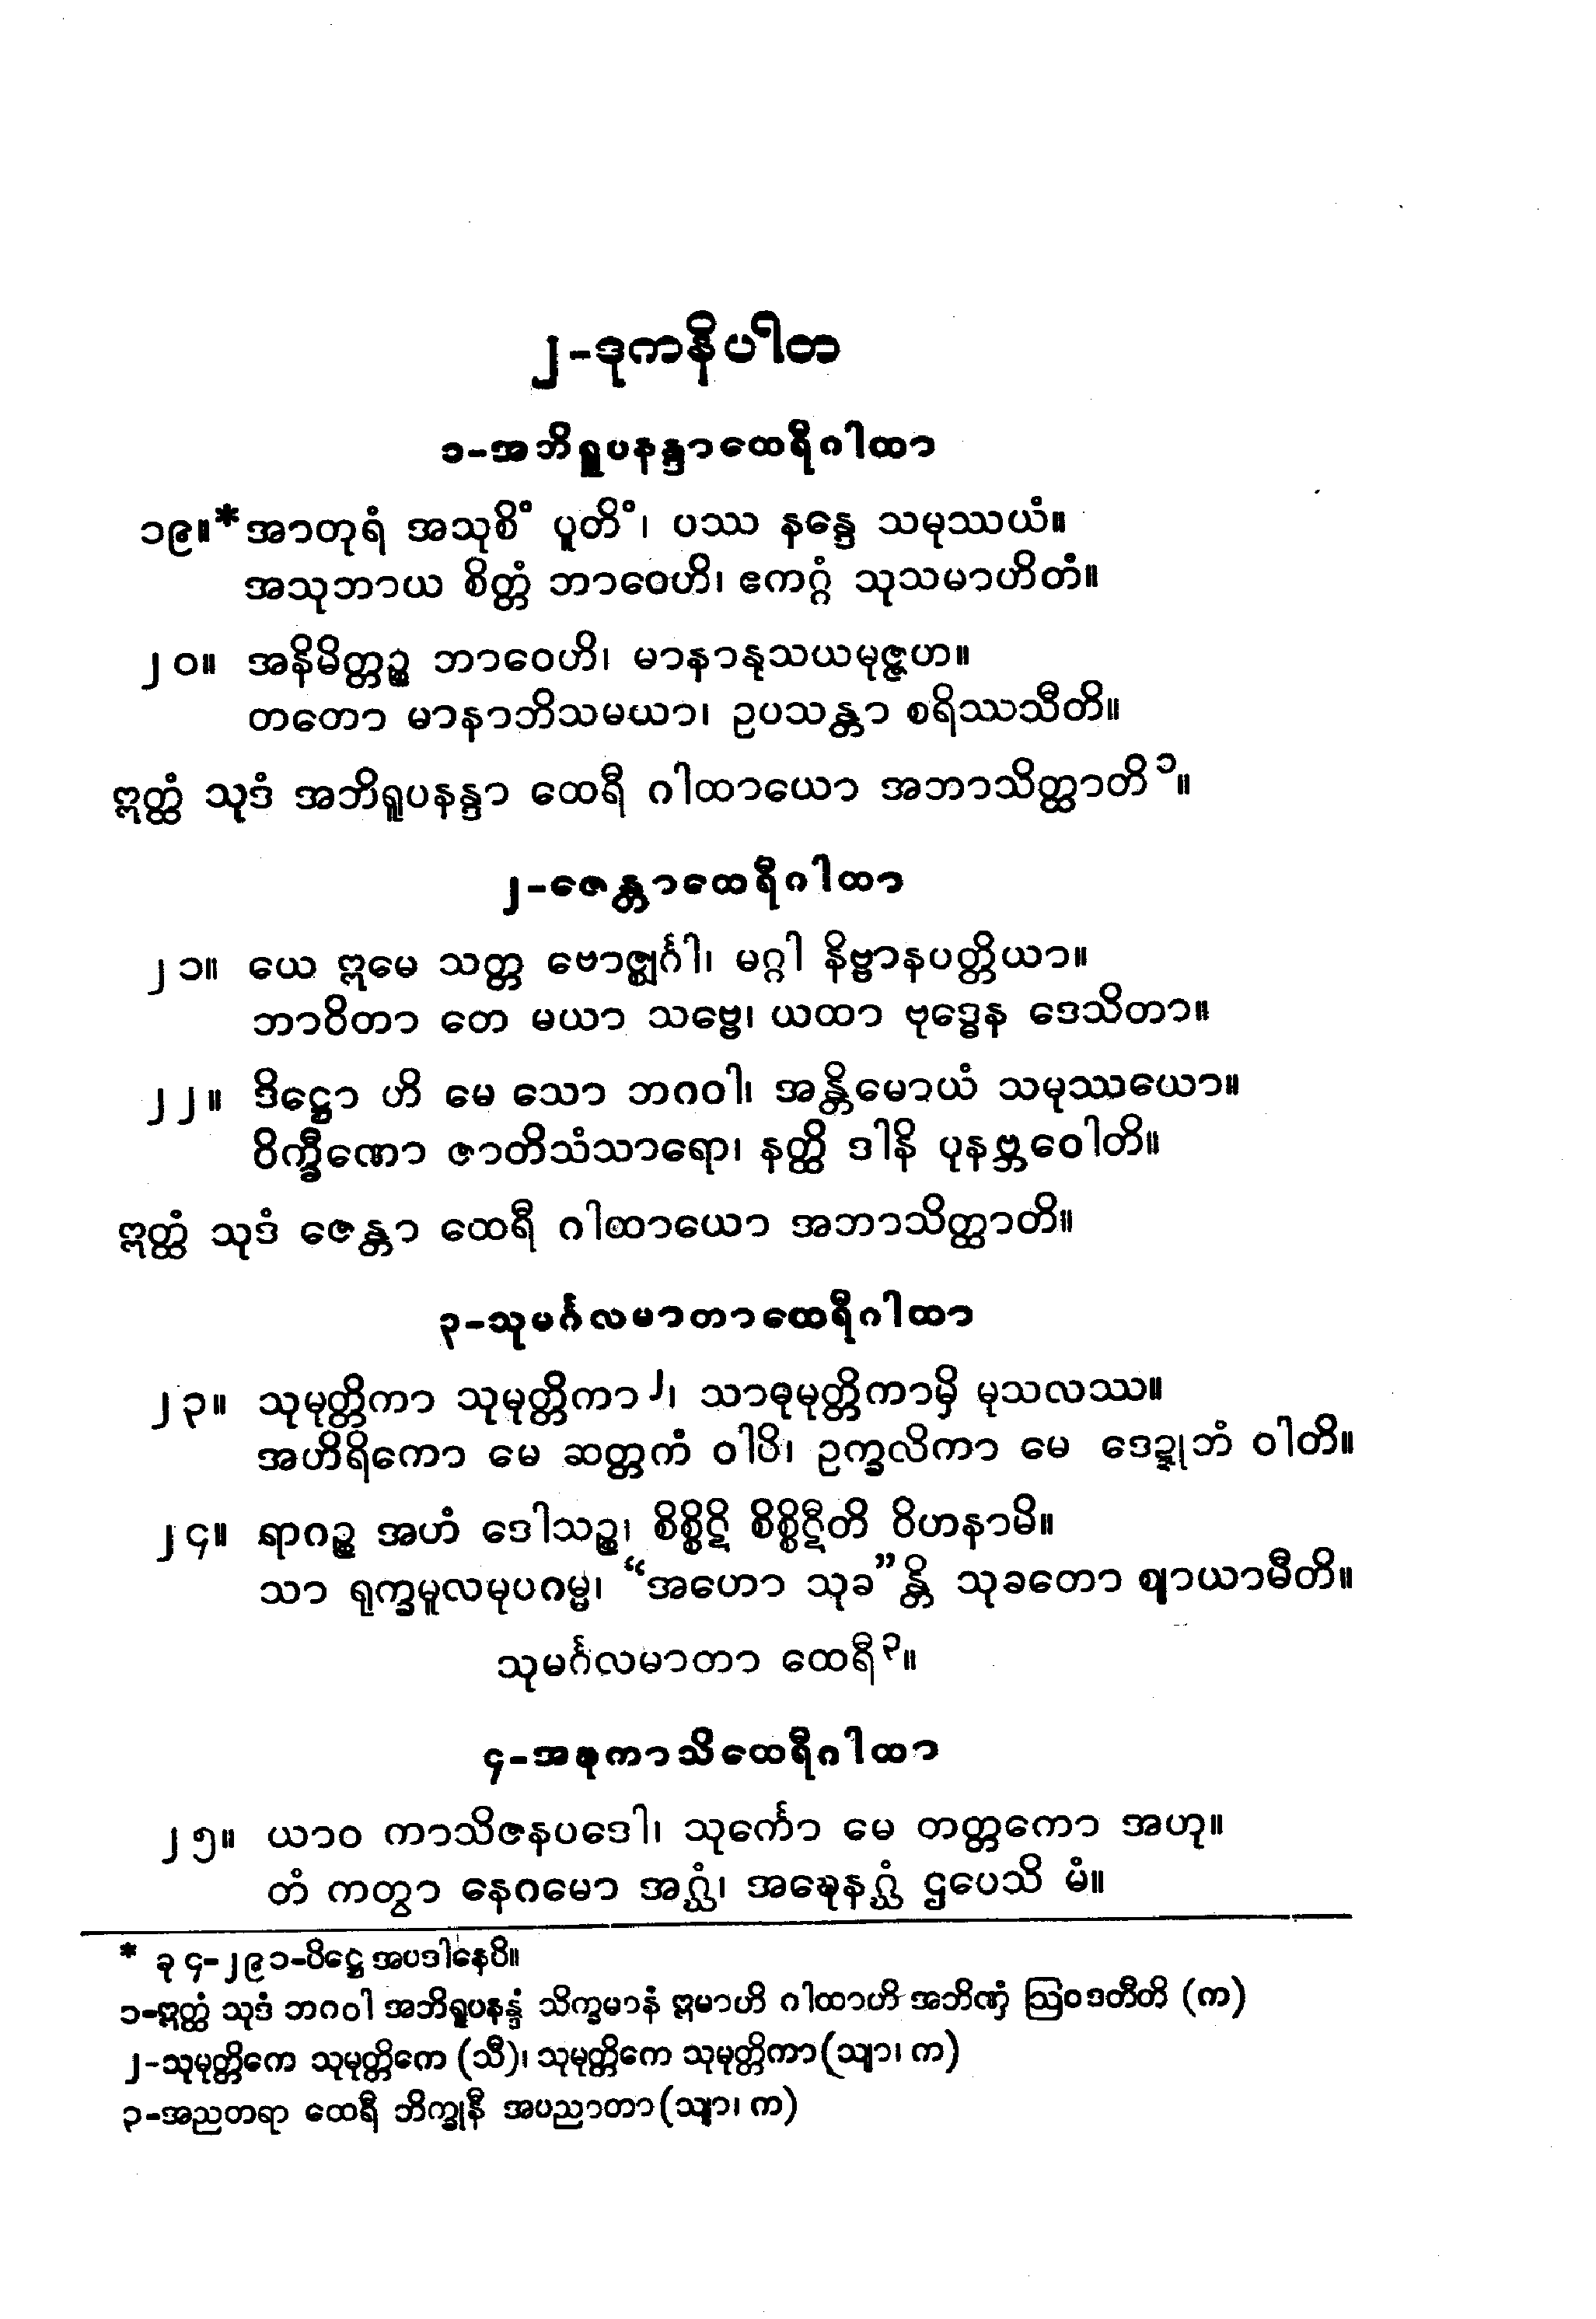 ၂-ဒုကနိပါတ
၁-အဘိရူပနန္ဒာထေရီဂါထာ
၁၉။*အာတုရံ အသုစိံ ပူတိံ၊ ပဿ နန္ဒေ သမုဿယံ။
အသုဘာယ စိတ္တံ ဘာဝေဟိ၊ ဧကဂ္ဂံ သုသမာဟိတံ။
၂၀။ အနိမိတ္တဉ္စ ဘာဝေဟိ၊ မာနာနုသယမုဇ္ဇဟ။
တတော မာနာဘိသမယာ၊ ဥပသန္တာ စရိဿသီတိ။
ဣတ္ထံ သုဒံ အဘိရူပနန္ဒာ ထေရီ ဂါထာယော အဘာသိတ္ထာတိ ၁။
၂-ဇေန္တာထေရီဂါထာ
၂၁။ ယေ ဣမေ သတ္တ ဗောဇ္ဈင်္ဂါ၊ မဂ္ဂါ နိဗ္ဗာနပတ္တိယာ။
ဘာဝိတာ တေ မယာ သဗ္ဗေ၊ ယထာ ဗုဒ္ဓေန ဒေသိတာ။
၂၂။ ဒိဋ္ဌော ဟိ မေ သော ဘဂဝါ၊ အန္တိမောယံ သမုဿယော။
ဝိက္ခီဏော ဇာတိသံသာရော၊ နတ္ထိ ဒါနိ ပုနဗ္ဘဝေါတိ။
ဣတ္ထံ သုဒံ ဇေန္တာ ထေရီ ဂါထာယော အဘာသိတ္ထာတိ။
၃-သုမင်္ဂလမာတာထေရီဂါထာ
၂၃။ သုမုတ္တိကာ သုမုတ္တိကာ ၂၊ သာဓုမုတ္တိကာမှိ မုသလဿ။
အဟိရိကော မေ ဆတ္တကံ ဝါပိ၊ ဥက္ခလိကာ မေ ဒေဍ္ဍုဘံ ဝါတိ။
၂၄။ ရာဂဉ္စ အဟံ ဒေါသဉ္စ၊ စိစ္စိဋိ စိစ္စိဋီတိ ဝိဟနာမိ။
သာ ရုက္ခမူလမုပဂမ္မ၊ “အဟော သုခ”န္တိ သုခတော ဈာယာမီတိ။
သုမင်္ဂလမာတာ ထေရီ ၃။
၄-အဍ္ဎကာသိထေရီဂါထာ
၂၅။ ယာဝ ကာသိဇနပဒေါ၊ သုင်္ကော မေ တတ္တကော အဟု။
တံ ကတွာ နေဂမော အဂ္ဃံ၊ အဍ္ဎေနဂ္ဃံ ဌပေသိ မံ။
* ခု ၄-၂၉၁-ပိဋ္ဌေ အပဒါနေပိ။
၁-ဣတ္ထံ သုဒံ ဘဂဝါ အဘိရူပနန္ဒံ သိက္ခမာနံ ဣမာဟိ ဂါထာဟိ အဘိဏှံ ဩဝဒတီတိ (က)
၂-သုမုတ္တိကေ သုမုတ္တိကေ (သီ)၊ သုမုတ္တိကေ သုမုတ္တိကာ (သျာ၊ က)
၃-အညတရာ ထေရီ ဘိက္ခုနီ အပညာတာ (သျာ၊ က)